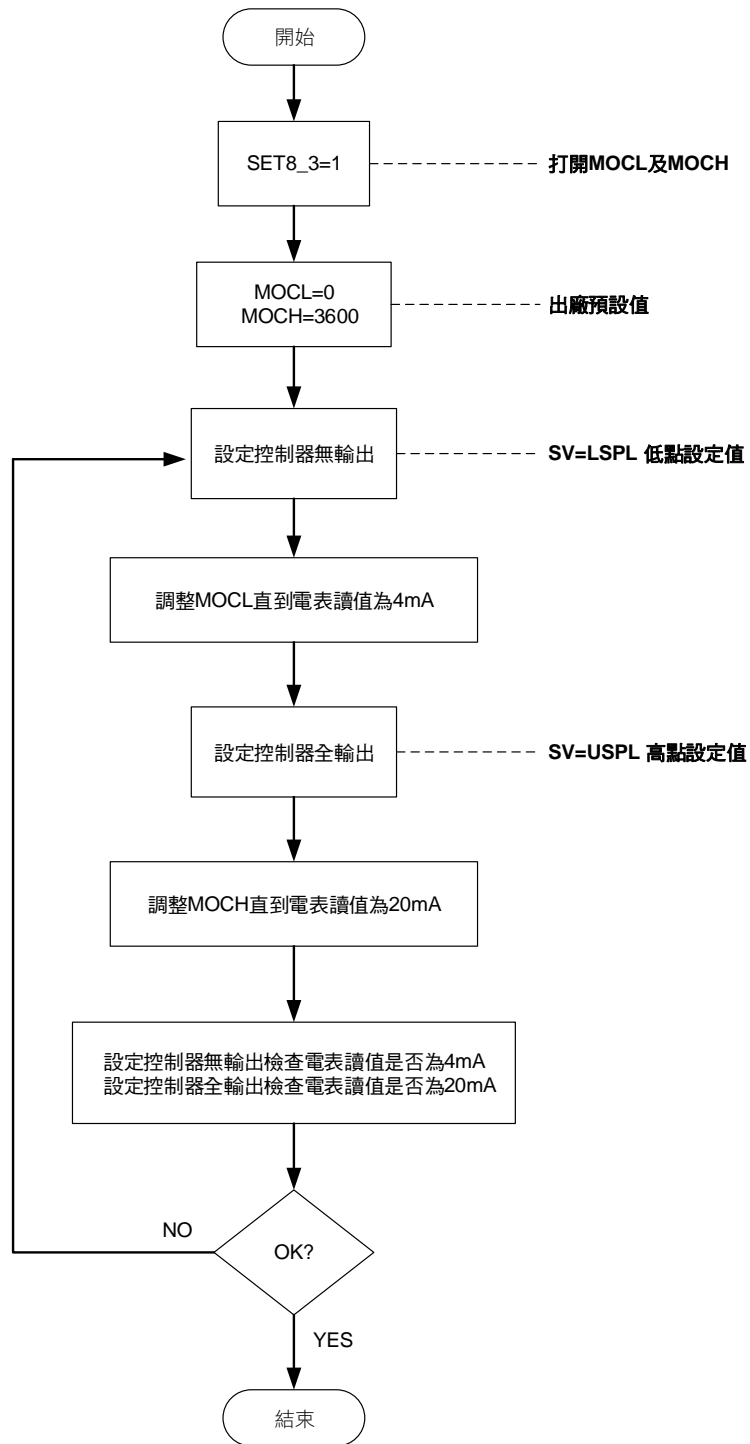 開始
SET8_3=1
打開MOCL及MOCH
MOCL=0
MOCH=3600
出廠預設值
設定控制器無輸出
SV=LSPL 低點設定值
調整MOCL直到電表讀值為4mA
設定控制器全輸出
SV=USPL 高點設定值
調整MOCH直到電表讀值為20mA
設定控制器無輸出檢查電表讀值是否為4mA
設定控制器全輸出檢查電表讀值是否為20mA
NO
OK?
YES
結束